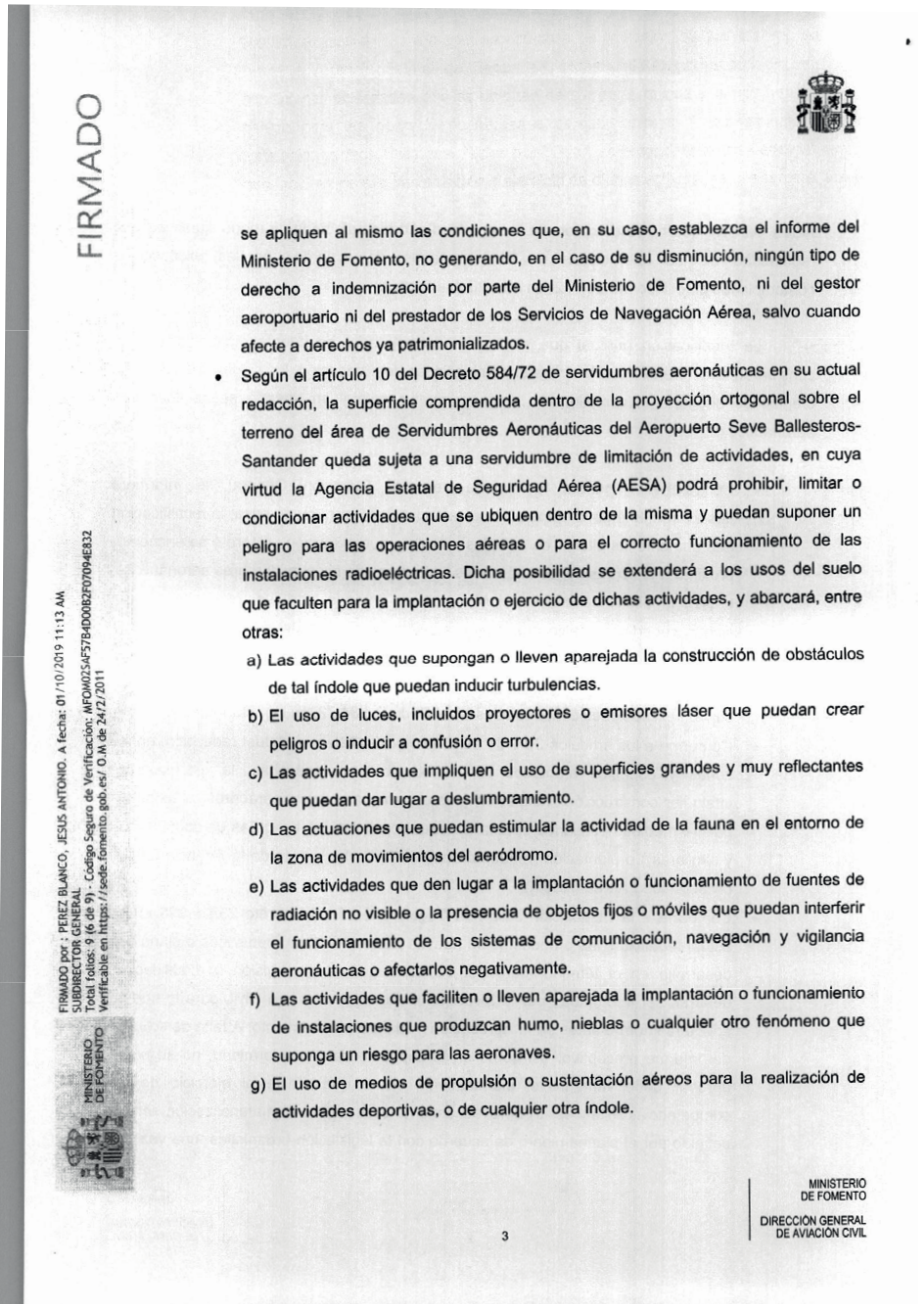 FIRMADO
se apliquen al mismo las condiciones que, en su caso, establezca el informe del
Ministerio de Fomento, no generando, en el caso de su disminución, ningún tipo de
derecho a indemnización por parte del Ministerio de Fomento, ni del gestor
aeroportuario ni del prestador de los Servicios de Navegación Aérea, salvo cuando
afecte a derechos ya patrimonializados.
• Según el artículo 10 del Decreto 584/72 de servidumbres aeronáuticas en su actual
redacción, la superficie comprendida dentro de la proyección ortogonal sobre el
terreno del área de Servidumbres Aeronáuticas del Aeropuerto Seve Ballesteros-
Santander queda sujeta a una servidumbre de limitación de actividades, en cuya
virtud la Agencia Estatal de Seguridad Aérea (AESA) podrá prohibir, limitar o
condicionar actividades que se ubiquen dentro de la misma y puedan suponer un
peligro para las operaciones aéreas o para el correcto funcionamiento de las
instalaciones radioeléctricas. Dicha posibilidad se extenderá a los usos del suelo
que faculten para la implantación o ejercicio de dichas actividades, y abarcará, entre
otras:
a) Las actividades que supongan o lleven aparejada la construcción de obstáculos
de tal índole que puedan inducir turbulencias.
b) El uso de luces, incluidos proyectores o emisores láser que puedan crear
peligros o inducir a confusión o error.
c) Las actividades que impliquen el uso de superficies grandes y muy reflectantes
que puedan dar lugar a deslumbramiento.
d) Las actuaciones que puedan estimular la actividad de la fauna en el entorno de
la zona de movimientos del aeródromo.
e) Las actividades que den lugar a la implantación o funcionamiento de fuentes de
radiación no visible o la presencia de objetos fijos o móviles que puedan interferir
el funcionamiento de los sistemas de comunicación, navegación y vigilancia
aeronáuticas o afectarlos negativamente.
f) Las actividades que faciliten o lleven aparejada la implantación o funcionamiento
de instalaciones que produzcan humo, nieblas o cualquier otro fenómeno que
suponga un riesgo para las aeronaves.
g) El uso de medios de propulsión o sustentación aéreos para la realización de
actividades deportivas, o de cualquier otra índole.
FIRMADO por : PEREZ BLANCO, JESUS ANTONIO. A fecha: 01/10/2019 11:13 AM
SUBDIRECTOR GENERAL
Total folios: 9 (6 de 9) - Código Seguro de Verificación: MFOM02SAF57B4D00B2F07094E832
Verificable en https://sede.fomento.gob.es/ O.M de 24/2/2011
MINISTERIO
DE FOMENTO
3
MINISTERIO
DE FOMENTO
DIRECCIÓN GENERAL
DE AVIACIÓN CIVIL